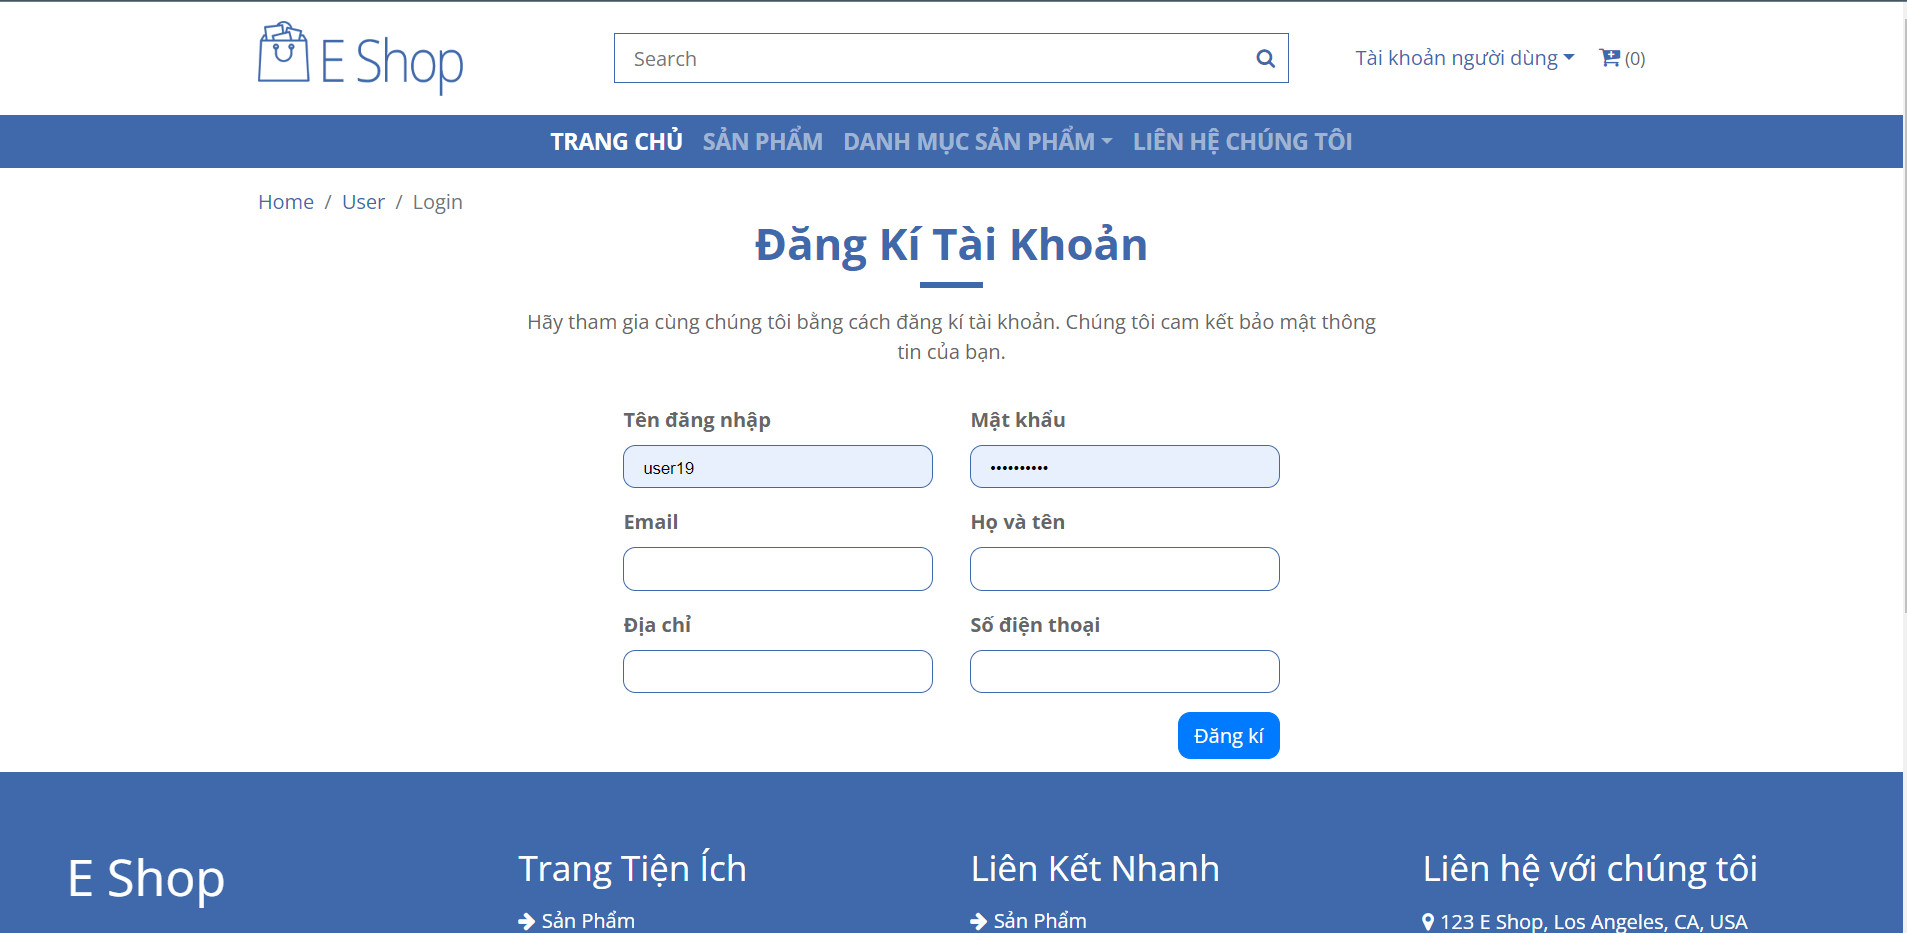 E Shop
Search
Tài khoản người dùng
(0)
TRANG CHỦ SẢN PHẨM DANH MỤC SẢN PHẨM LIÊN HỆ CHÚNG TÔI
Home / User / Login
Đăng Kí Tài Khoản
Hãy tham gia cùng chúng tôi bằng cách đăng kí tài khoản. Chúng tôi cam kết bảo mật thông
tin của bạn.
Tên đăng nhập
Mật khẩu
user19
••••••••••
Email
Họ và tên
Địa chỉ
Số điện thoại
Đăng kí
E Shop
Trang Tiện Ích
Liên Kết Nhanh
Liên hệ với chúng tôi
Sản Phẩm
Sản Phẩm
123 E Shop, Los Angeles, CA, USA